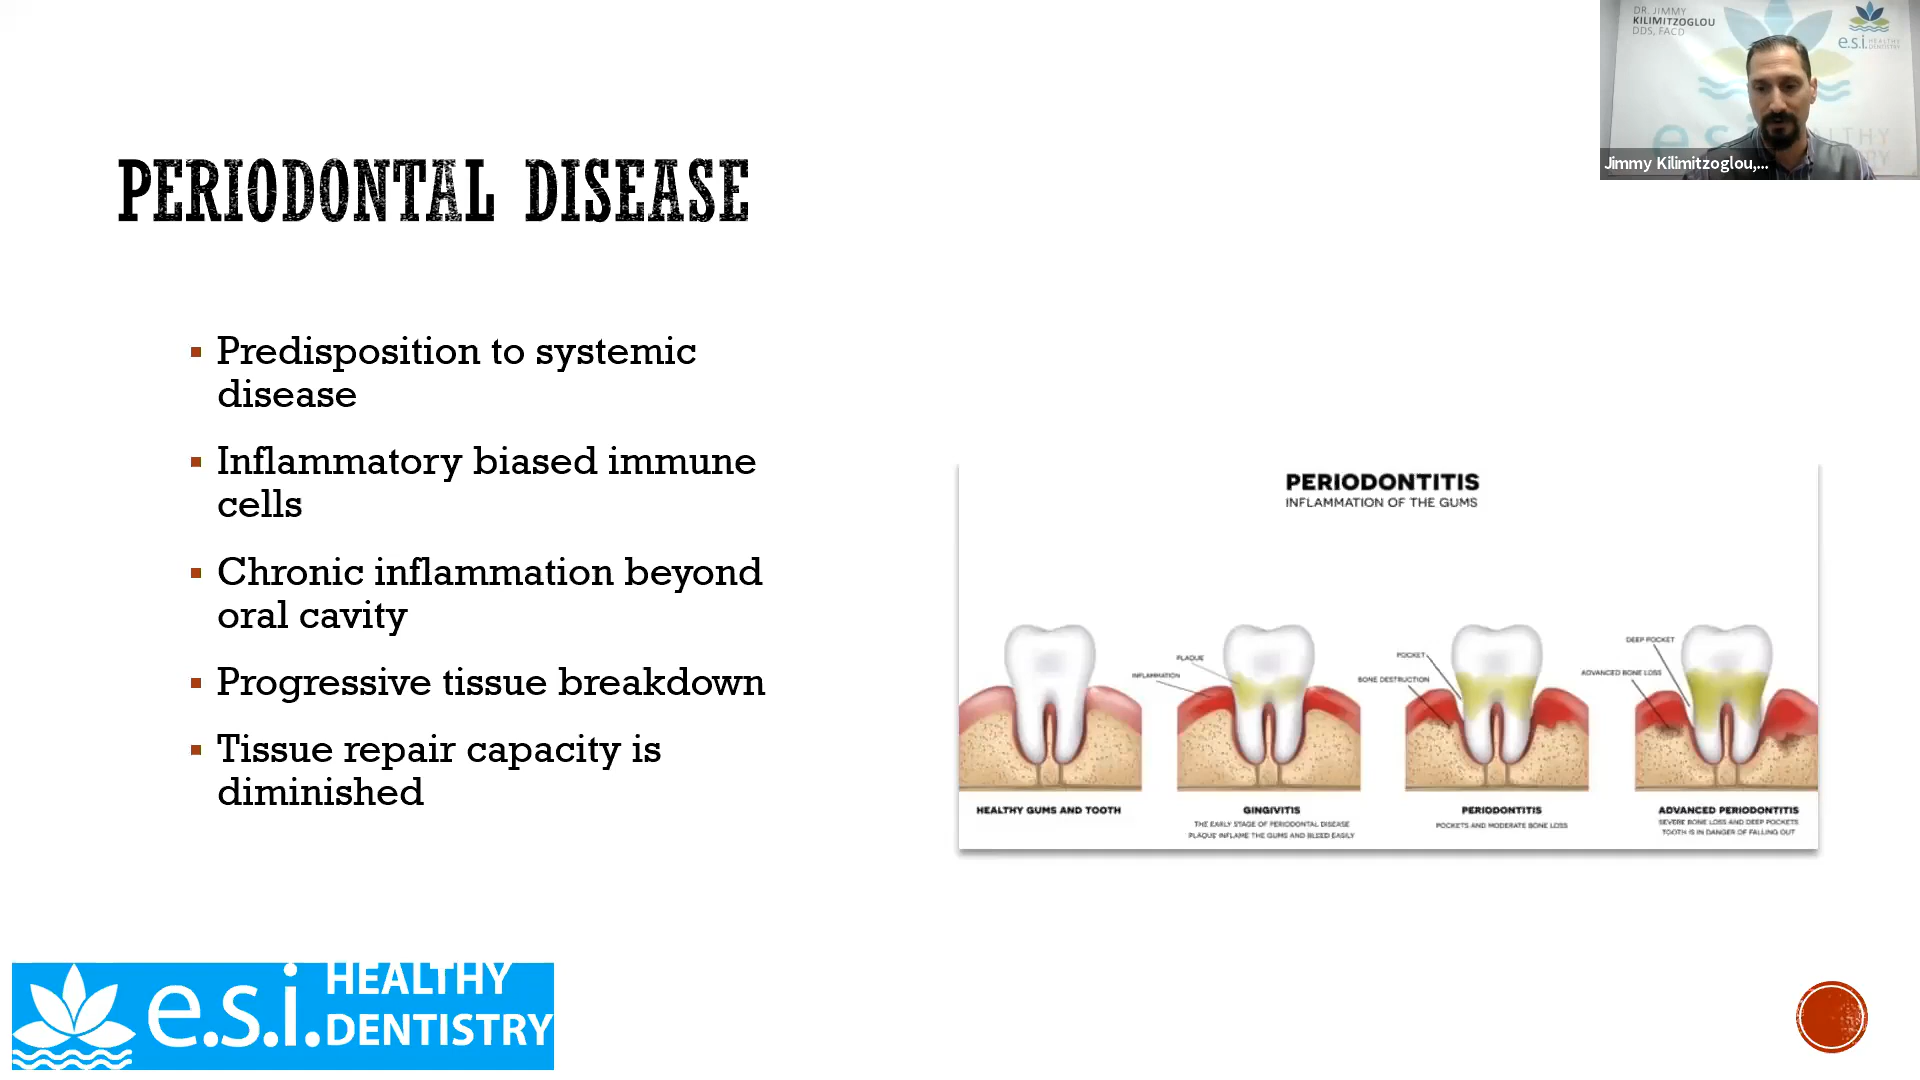 PERIODONTAL DISEASE
Predisposition to systemic
disease
Inflammatory biased immune
cells
Chronic inflammation beyond
oral cavity
Progressive tissue breakdown
Tissue repair capacity is
diminished
PERIODONTITIS
INFLAMMATION OF THE GUMS
PLAQUE
INFLAMMATION
POCKET
BONE DESTRUCTION
DEEP POCKET
ADVANCED BONE LOSS
HEALTHY GUMS AND TOOTH
GINGIVITIS
THE EARLY STAGE OF PERIODONTAL DISEASE
PLAQUE INFLAME THE GUMS AND BLEED EASILY
PERIODONTITIS
POCKETS AND MODERATE BONE LOSS
ADVANCED PERIODONTITIS
SEVERE BONE LOSS AND DEEP POCKETS
TOOTH IS IN DANGER OF FALLING OUT
e.s.i. HEALTHY
DENTISTRY
DR. JIMMY
KILIMITZOGLOU
DDS, FACD
e.s.i. HEALTHY
DENTISTRY
Jimmy Kilimitzoglou,...